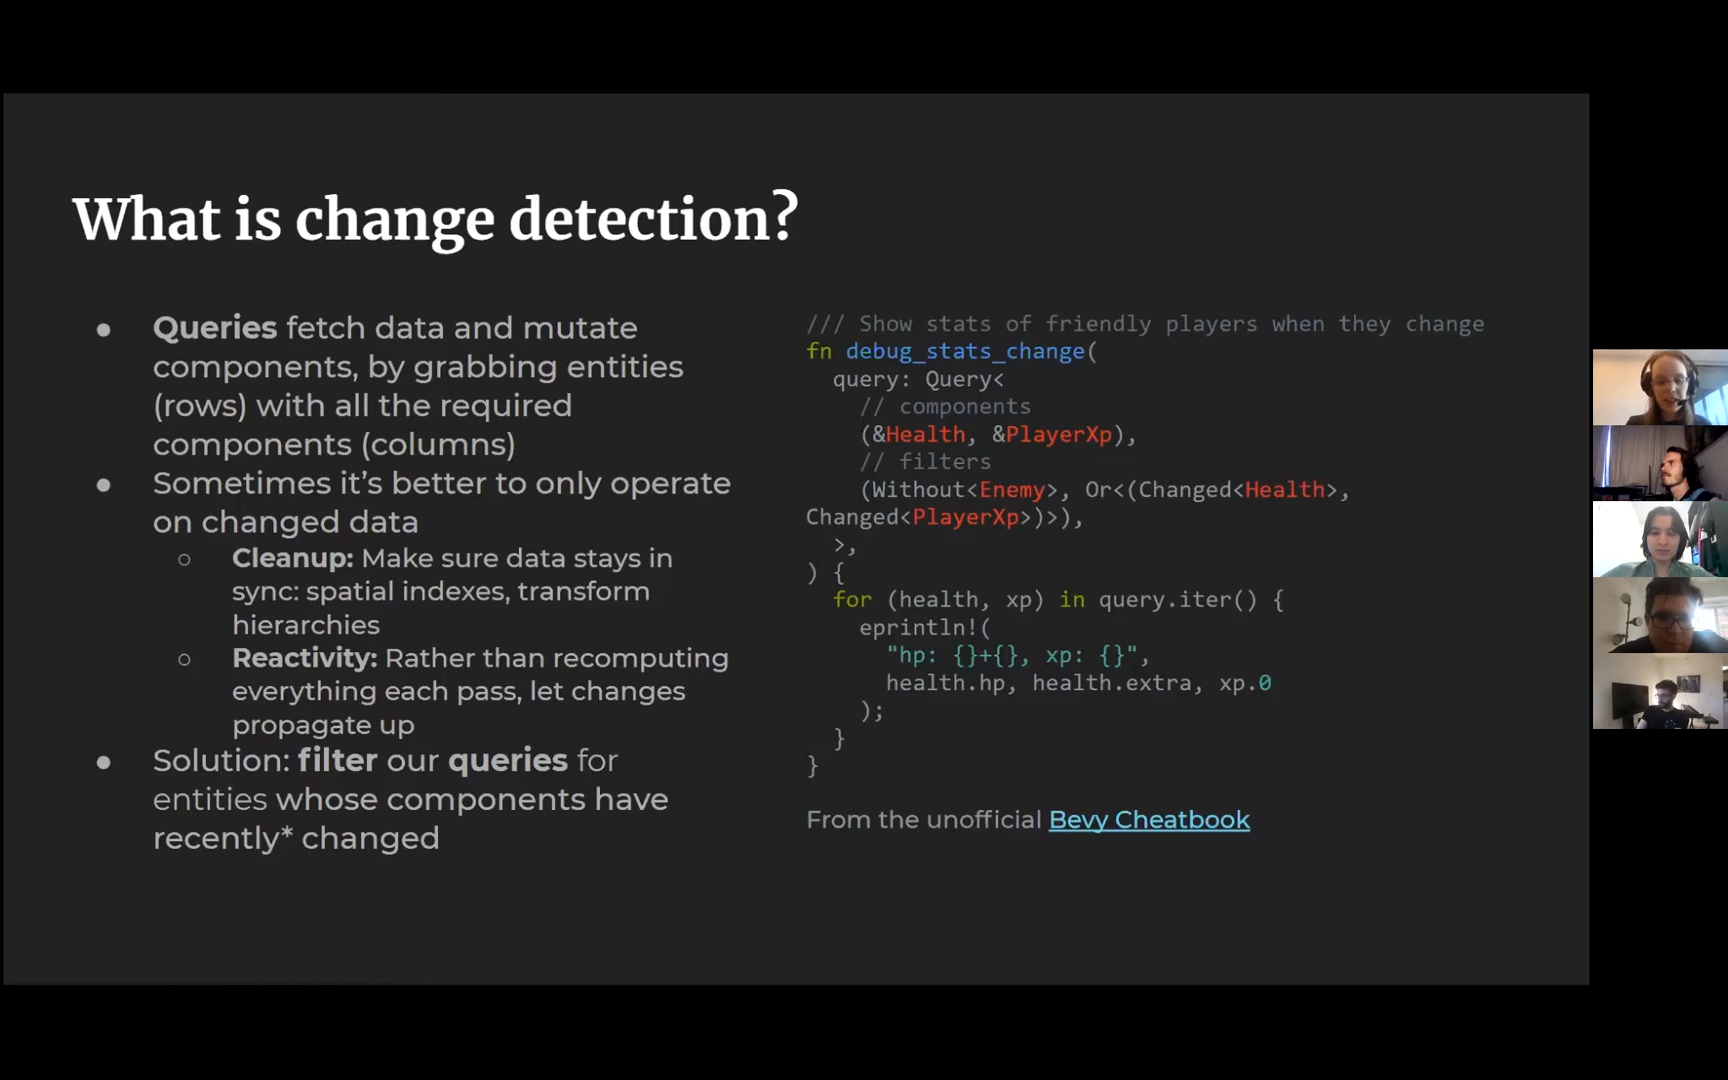 What is change detection?
● Queries fetch data and mutate
components, by grabbing entities
(rows) with all the required
components (columns)
● Sometimes it’s better to only operate
on changed data
○ Cleanup: Make sure data stays in
sync: spatial indexes, transform
hierarchies
○ Reactivity: Rather than recomputing
everything each pass, let changes
propagate up
● Solution: filter our queries for
entities whose components have
recently* changed
/// Show stats of friendly players when they change
fn debug_stats_change(
  query: Query<
    // components
    (&Health, &PlayerXp),
    // filters
    (Without<Enemy>, Or<(Changed<Health>,
Changed<PlayerXp>)>),
  >,
) {
  for (health, xp) in query.iter() {
    eprintln!(
      "hp: {}+{}, xp: {}",
      health.hp, health.extra, xp.0
    );
  }
}
From the unofficial Bevy Cheatbook